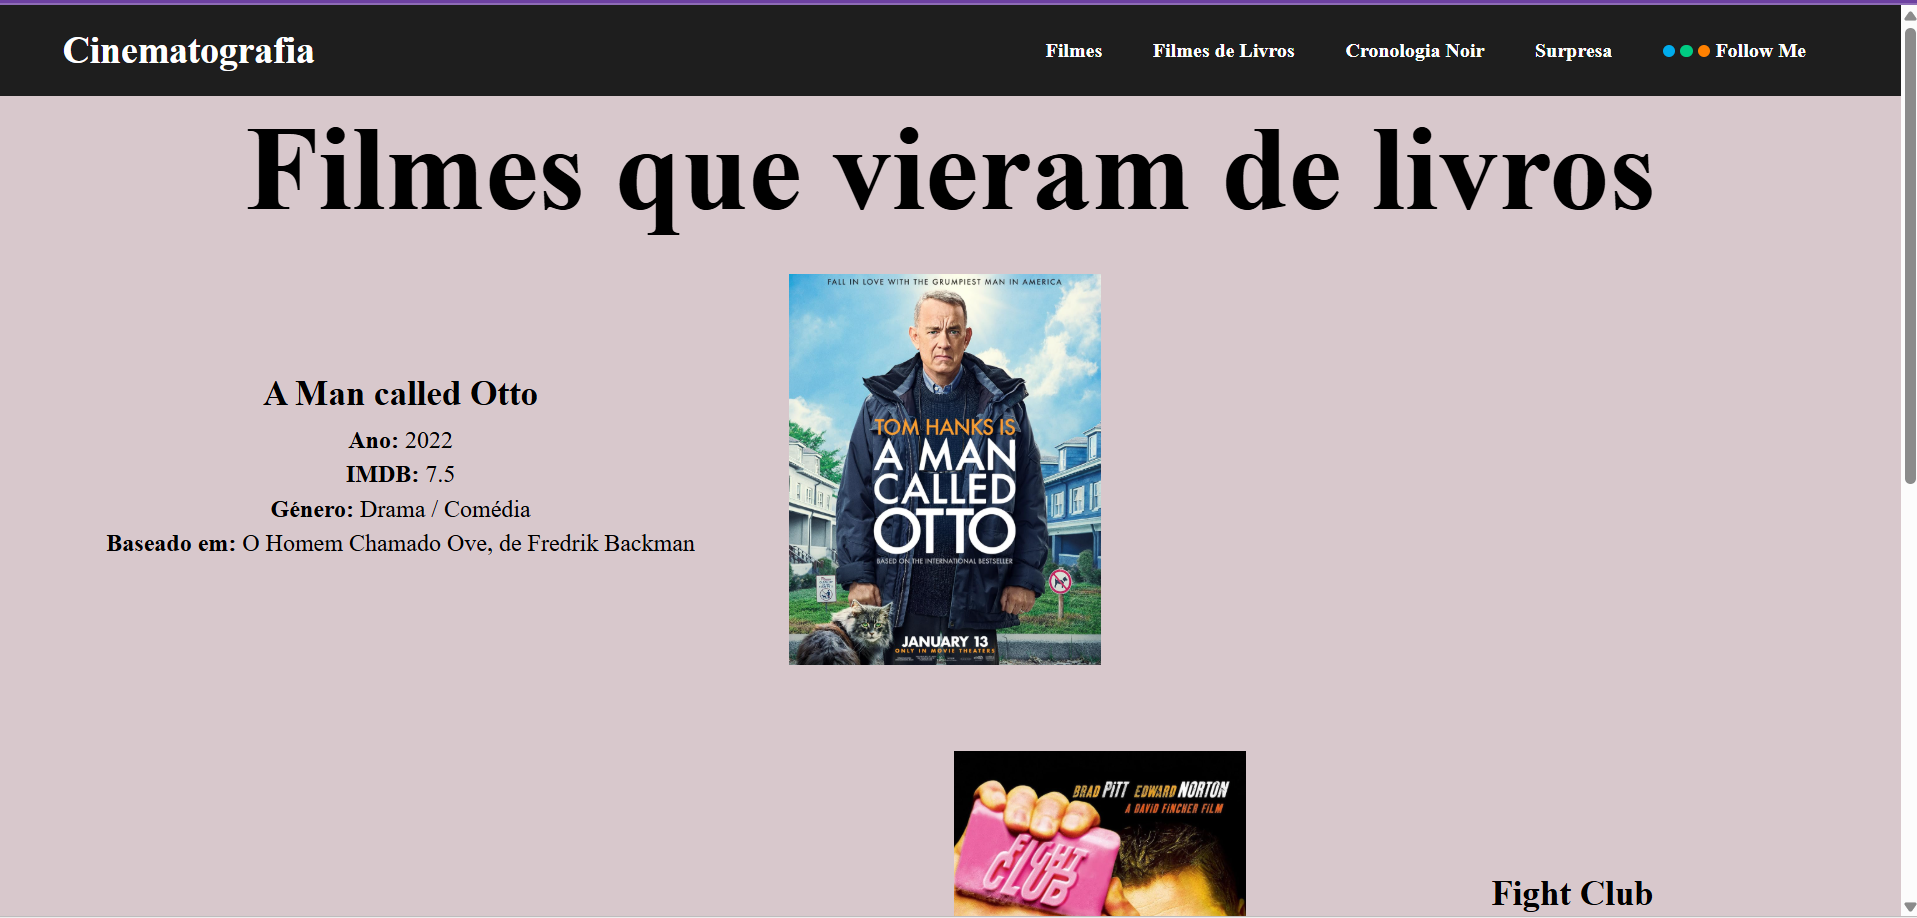 Cinematografia
Filmes
Filmes de Livros
Cronologia Noir
Surpresa
Follow Me
Filmes que vieram de livros
A Man called Otto
Ano: 2022
IMDB: 7.5
Género: Drama / Comédia
Baseado em: O Homem Chamado Ove, de Fredrik Backman
FALL IN LOVE WITH THE GRUMPIEST MAN IN AMERICA
TOM HANKS IS
A MAN
CALLED
OTTO
BASED ON THE INTERNATIONAL BESTSELLER
JANUARY 13
ONLY IN MOVIE THEATERS
BRAD PITT EDWARD NORTON
A DAVID FINCHER FILM
FIGHT
CLUB
Fight Club